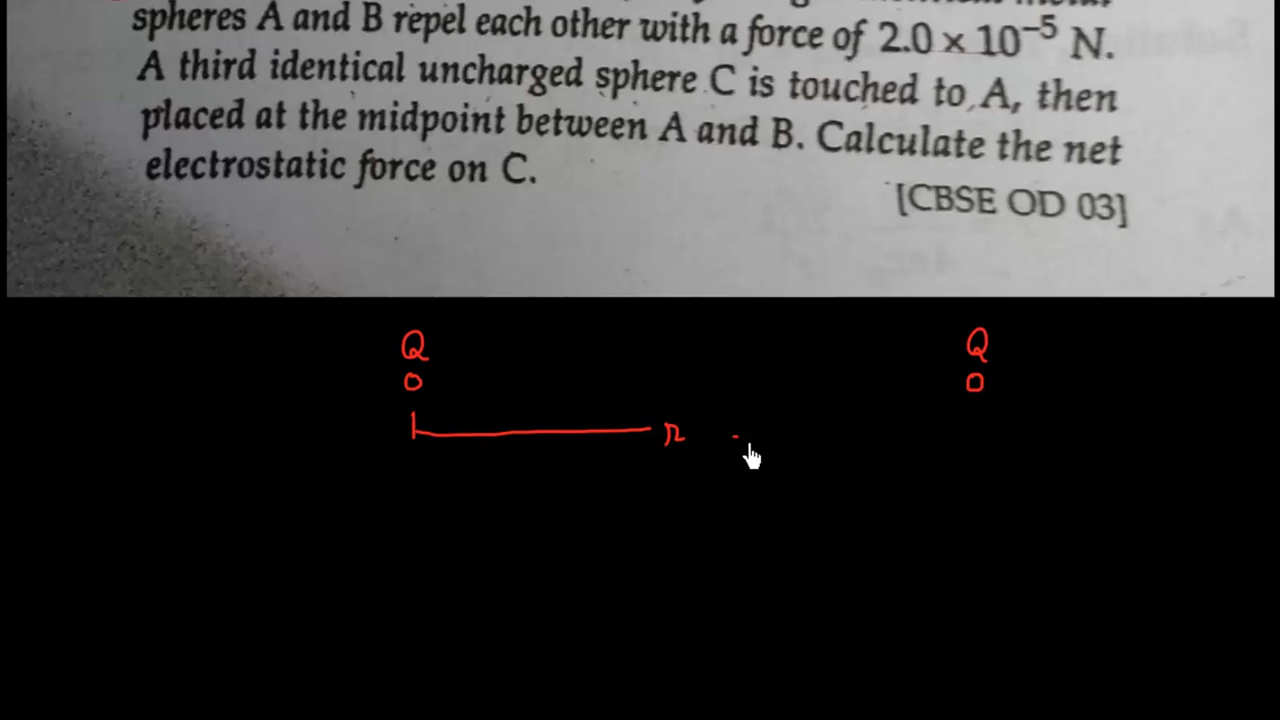 spheres A and B repel each other with a force of 2.0 × 10⁻⁵ N.
A third identical uncharged sphere C is touched to A, then
placed at the midpoint between A and B. Calculate the net
electrostatic force on C.
[CBSE OD 03]
Q Q
r